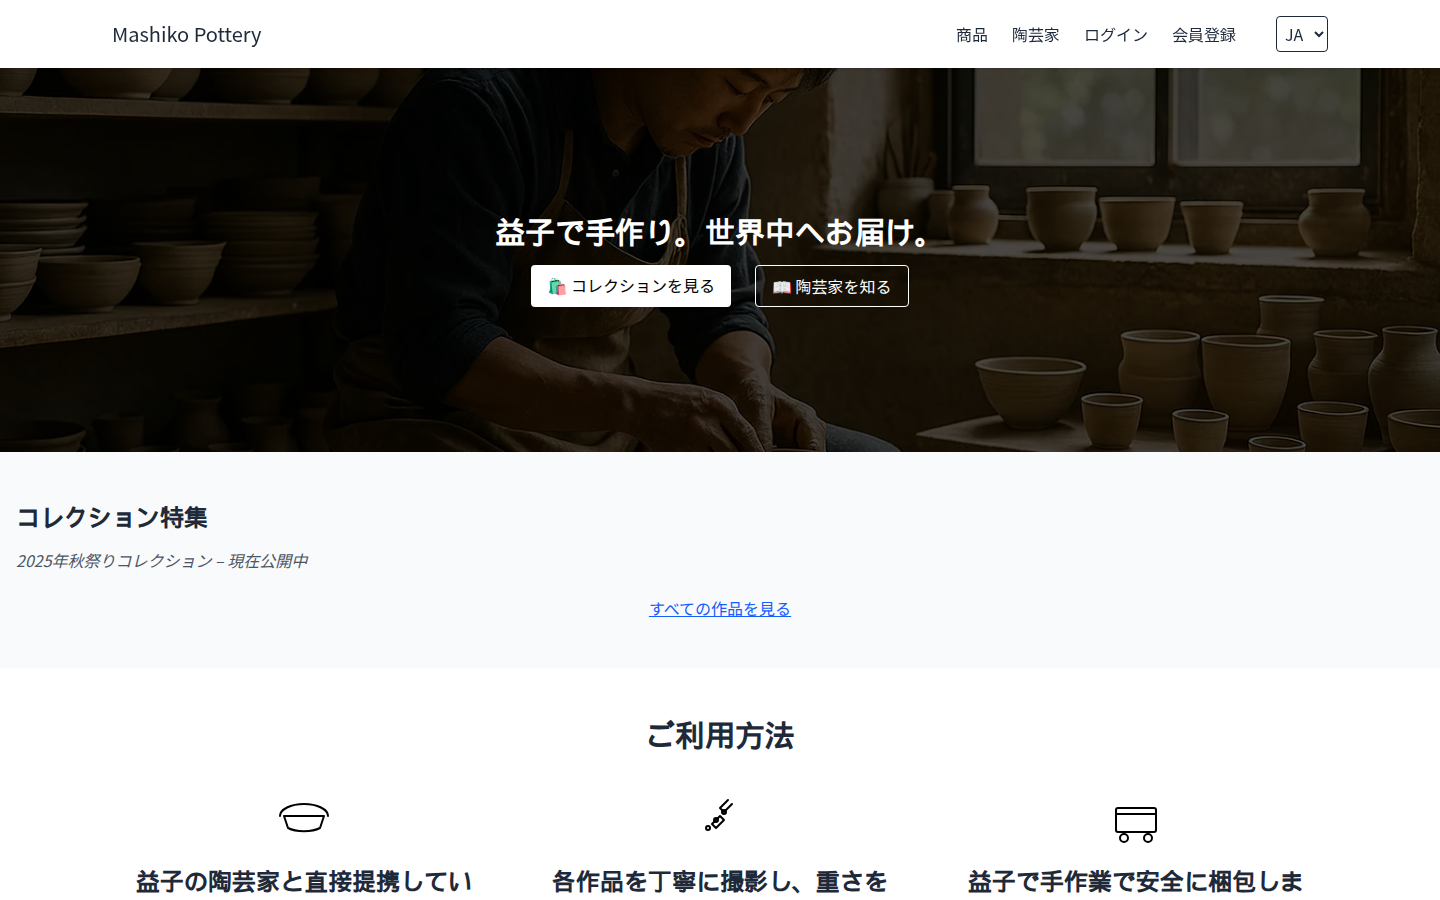 Mashiko Pottery
商品 陶芸家 ログイン 会員登録 JA
益子で手作り。世界中へお届け。
🛍️ コレクションを見る 📖 陶芸家を知る
コレクション特集
2025年秋祭りコレクション – 現在公開中
すべての作品を見る
ご利用方法
益子の陶芸家と直接提携してい
各作品を丁寧に撮影し、重さを
益子で手作業で安全に梱包しま